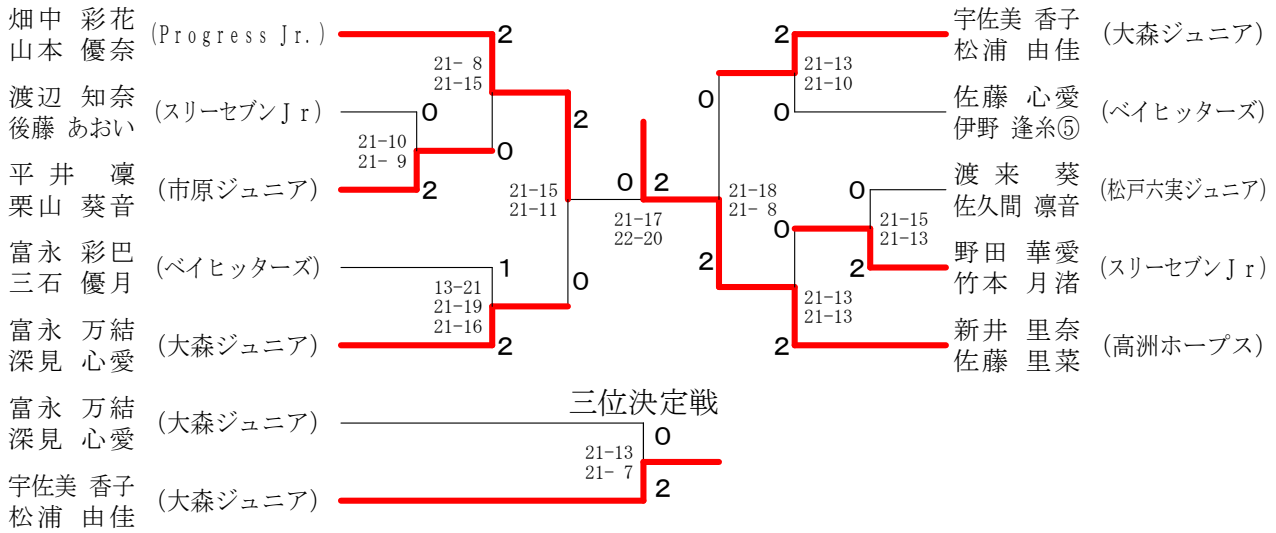 畑中 彩花
山本 優奈
(Progress Jr.)
2
21- 8
21-15
渡辺 知奈
後藤 あおい
(スリーセブンＪｒ)
0
21-10
21- 9
0
2
平井 凜
栗山 葵音
(市原ジュニア)
2
21-15
21-11
0
富永 彩巴
三石 優月
(ベイヒッターズ)
1
13-21
21-19
21-16
0
富永 万結
深見 心愛
(大森ジュニア)
2
2
21-17
22-20
宇佐美 香子
松浦 由佳
(大森ジュニア)
2
21-13
21-10
0
佐藤 心愛
伊野 逢糸⑤
(ベイヒッターズ)
0
21-18
21- 8
渡来 葵
佐久間 凛音
(松戸六実ジュニア)
0
21-15
21-13
0
2
2
野田 華愛
竹本 月渚
(スリーセブンＪｒ)
21-13
21-13
新井 里奈
佐藤 里菜
(高洲ホープス)
2
三位決定戦
富永 万結
深見 心愛
(大森ジュニア)
0
21-13
21- 7
宇佐美 香子
松浦 由佳
(大森ジュニア)
2